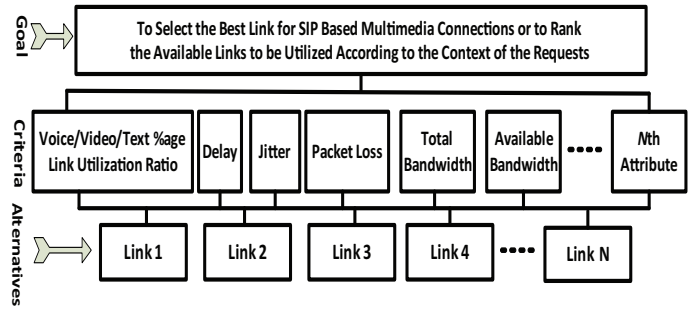 Goal
To Select the Best Link for SIP Based Multimedia Connections or to Rank
the Available Links to be Utilized According to the Context of the Requests
Criteria
Voice/Video/Text %age
Link Utilization Ratio
Delay
Jitter
Packet Loss
Total
Bandwidth
Available
Bandwidth
Nth
Attribute
Alternatives
Link 1
Link 2
Link 3
Link 4
Link N